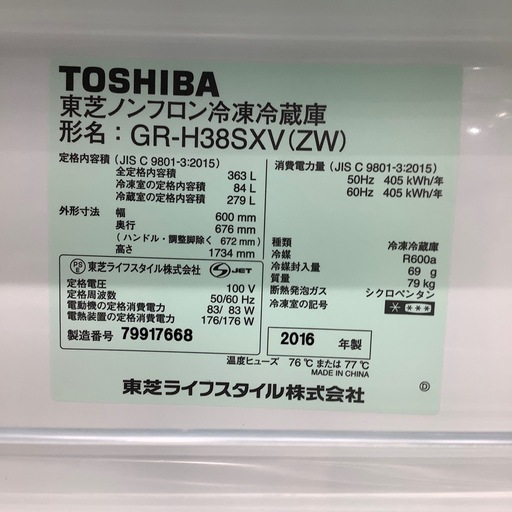 TOSHIBA
東芝ノンフロン冷凍冷蔵庫
形名：GR-H38SXV(ZW)
定格内容積（JIS C 9801-3:2015）
全定格内容積 363 L
冷凍室の定格内容積 84 L
冷蔵室の定格内容積 279 L
外形寸法 幅 600 mm
奥行 676 mm
（ハンドル・調整脚除く 672 mm）
高さ 1734 mm
消費電力量（JIS C 9801-3:2015）
50Hz 405 kWh/年
60Hz 405 kWh/年
種類 冷凍冷蔵庫
冷媒 R600a
冷媒封入量 69 g
質量 79 kg
断熱発泡ガス シクロペンタン
冷凍室の記号 ****
PSE 東芝ライフスタイル株式会社 S JET
定格電圧 100 V
定格周波数 50/60 Hz
電動機の定格消費電力 83/ 83 W
電熱装置の定格消費電力 176/176 W
製造番号 79917668
2016 年製
温度ヒューズ 76℃または 77℃
MADE IN CHINA
東芝ライフスタイル株式会社
D